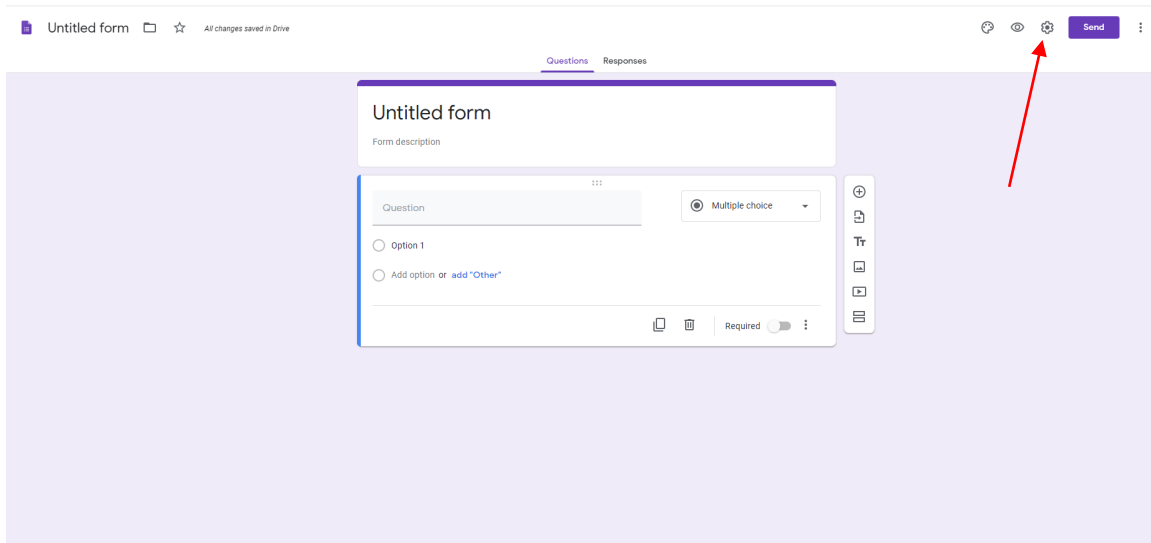 Untitled form All changes saved in Drive Send
Questions Responses
Untitled form
Form description
Question Multiple choice
Option 1
Add option or add "Other"
Required